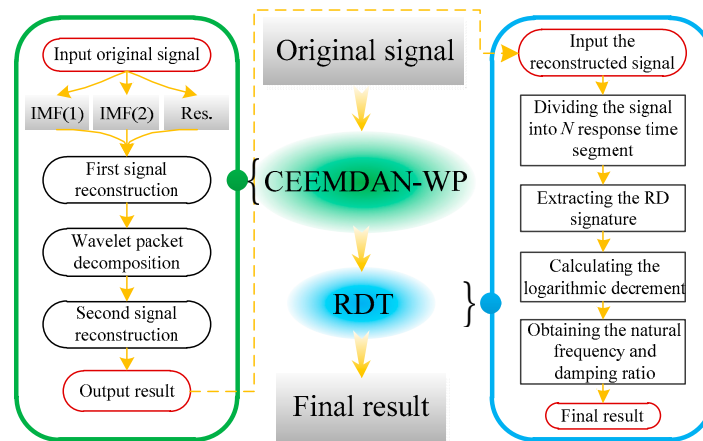 Input original signal
IMF(1)
IMF(2)
Res.
First signal
reconstruction
Wavelet packet
decomposition
Second signal
reconstruction
Output result
Original signal
CEEMDAN-WP
RDT
Final result
Input the
reconstructed signal
Dividing the signal
into N response time
segment
Extracting the RD
signature
Calculating the
logarithmic decrement
Obtaining the natural
frequency and
damping ratio
Final result